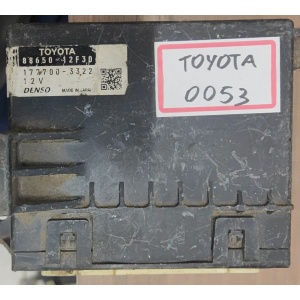 TOYOTA
88650-12F30
177700-3322
12V
DENSO MADE IN JAPAN
TOYOTA
0053